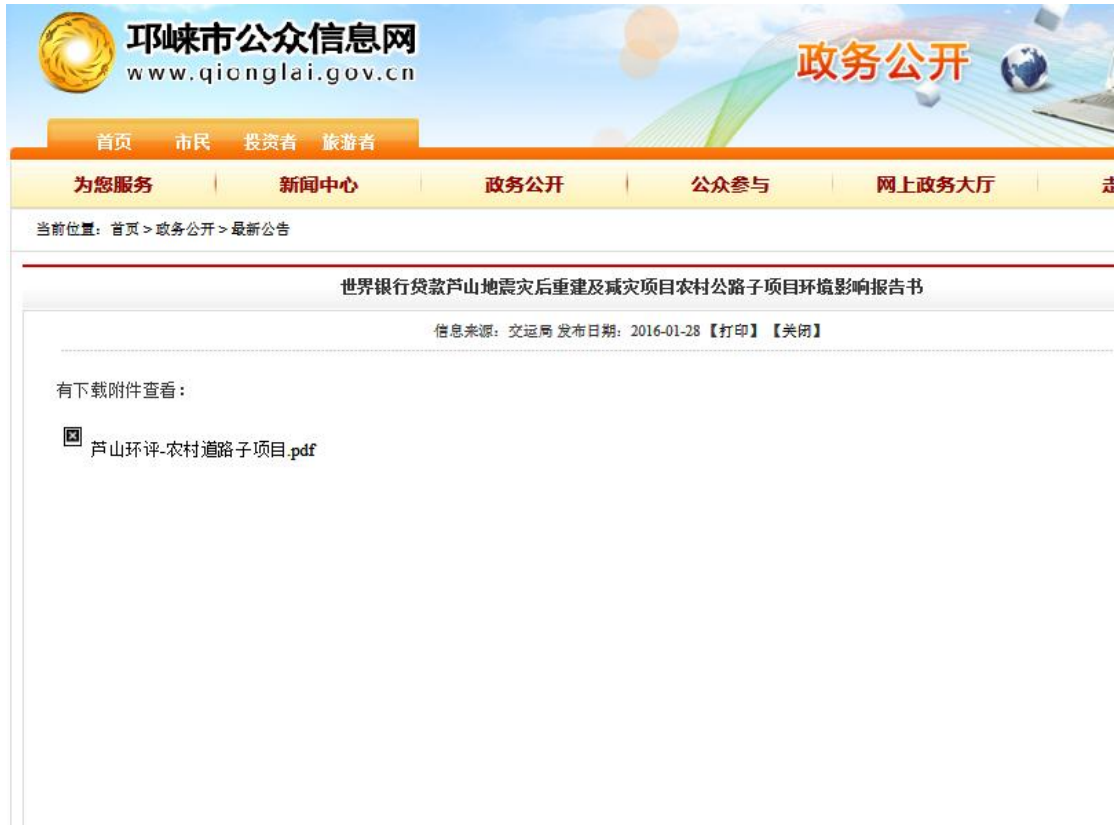 邛崃市公众信息网
www.qionglai.gov.cn
政务公开
首页 市民 投资者 旅游者
为您服务 新闻中心 政务公开 公众参与 网上政务大厅
当前位置：首页>政务公开>最新公告
世界银行贷款芦山地震灾后重建及减灾项目农村公路子项目环境影响报告书
信息来源：交运局 发布日期：2016-01-28【打印】【关闭】
有下载附件查看：
芦山环评-农村道路子项目.pdf